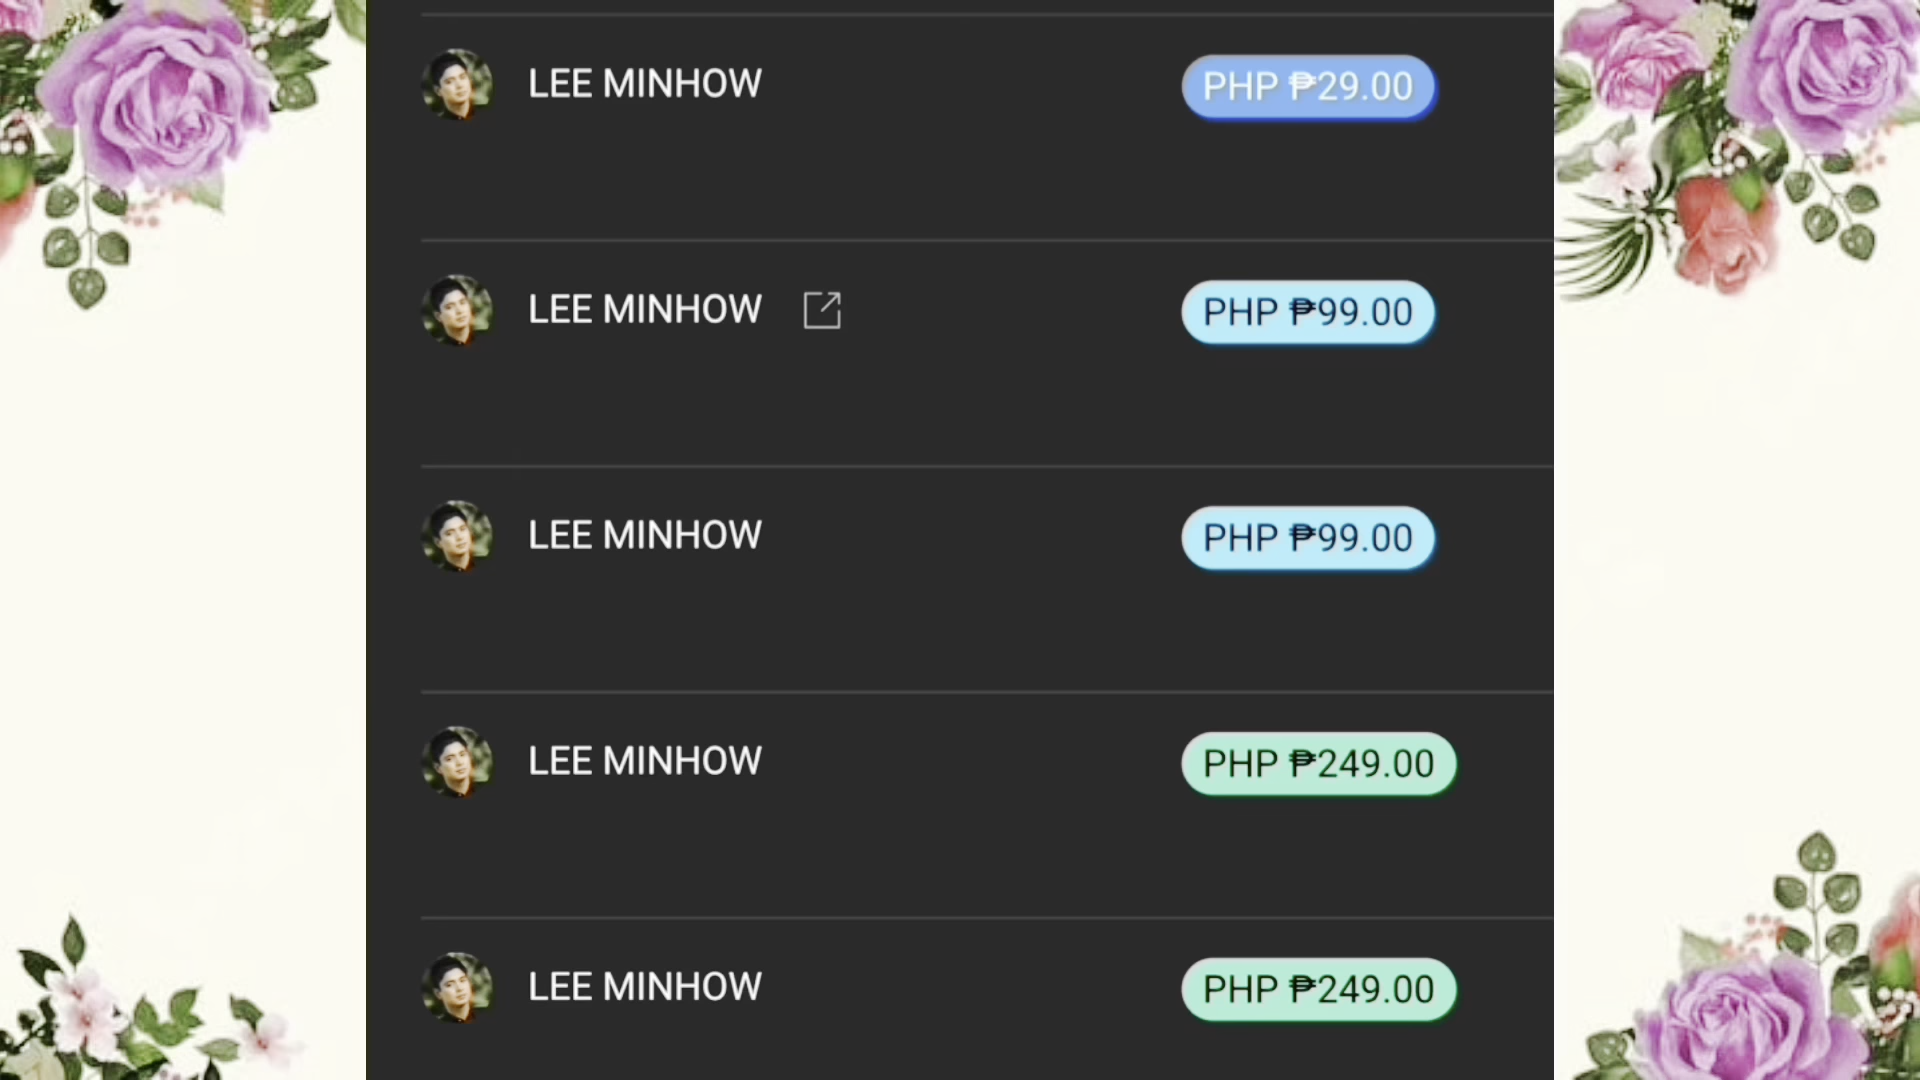 LEE MINHOW PHP ₱29.00
LEE MINHOW PHP ₱99.00
LEE MINHOW PHP ₱99.00
LEE MINHOW PHP ₱249.00
LEE MINHOW PHP ₱249.00